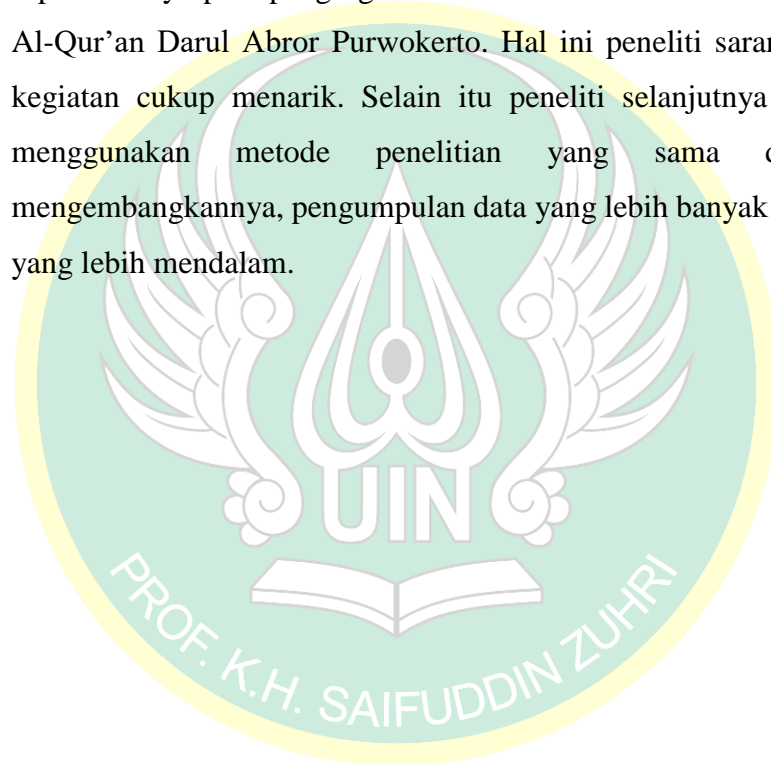 Al-Qur'an Darul Abror Purwokerto. Hal ini peneliti
kegiatan cukup menarik. Selain itu peneliti selanjutnya
menggunakan metode penelitian yang sama
mengembangkannya, pengumpulan data yang lebih banyak
yang lebih mendalam.
UIN
PROF. K.H. SAIFUDDIN ZUHRI